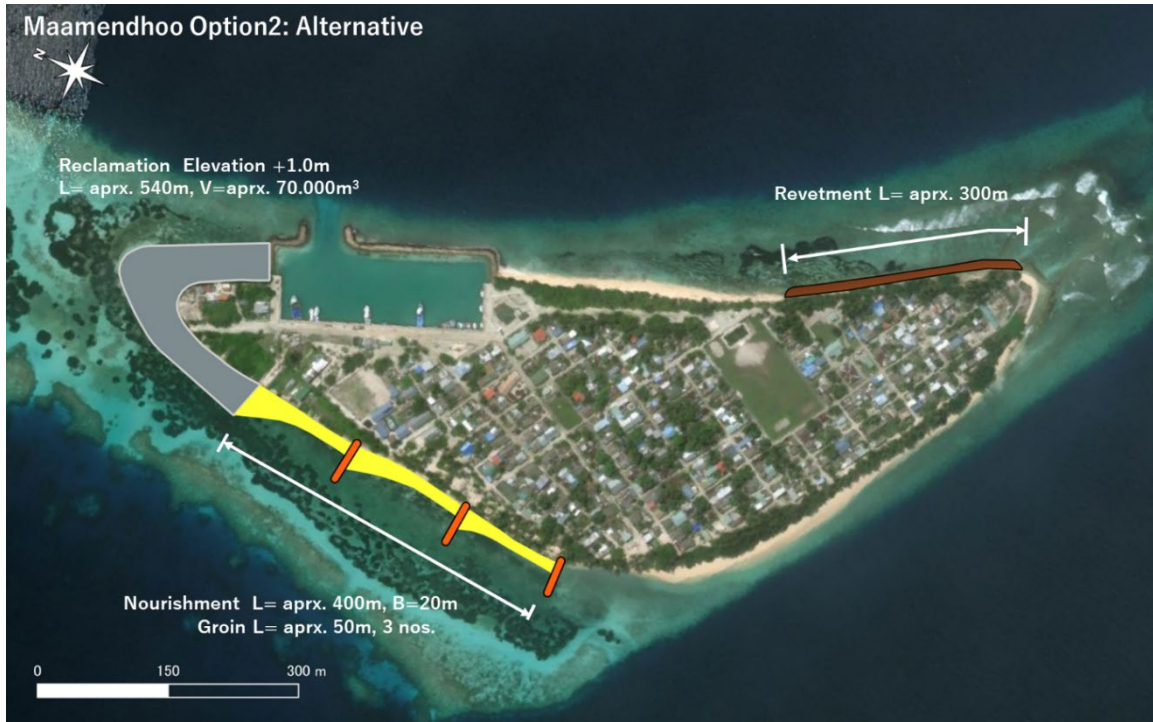 Maamendhoo Option2: Alternative
N
Reclamation Elevation +1.0m
L= aprx. 540m, V=aprx. 70.000m³
Revetment L= aprx. 300m
Nourishment L= aprx. 400m, B=20m
Groin L= aprx. 50m, 3 nos.
0 150 300 m